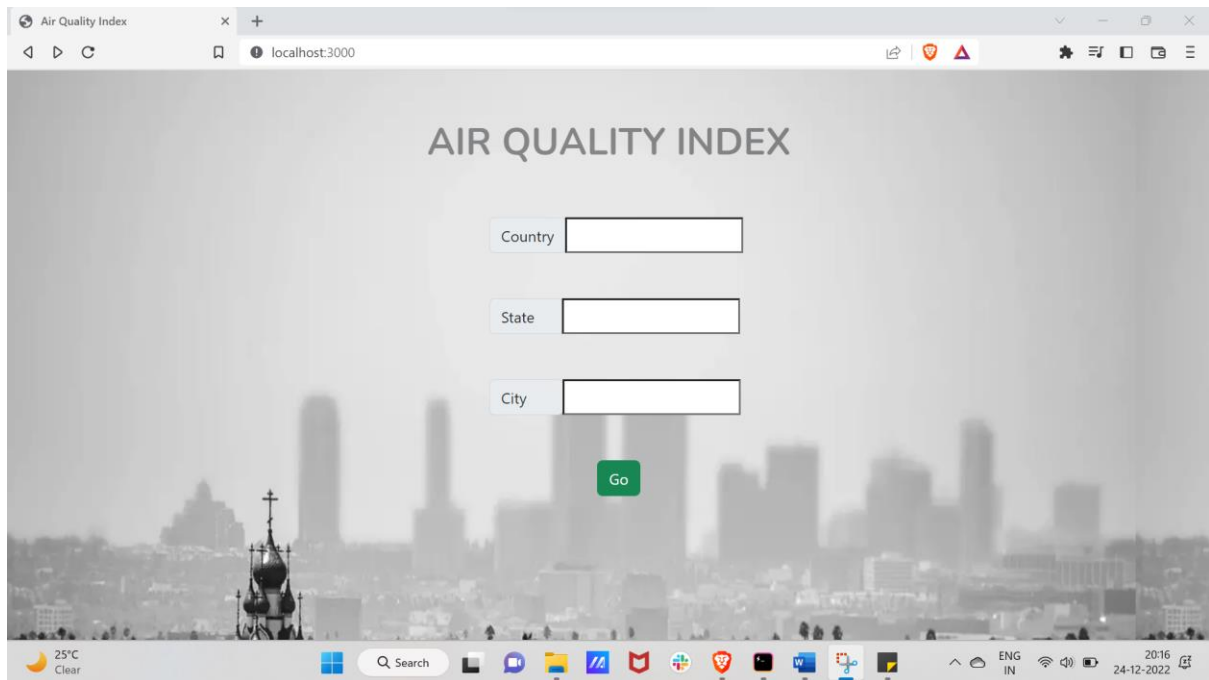 Air Quality Index
localhost:3000
AIR QUALITY INDEX
Country
State
City
Go
25°C
Clear
Search
ENG
IN
20:16
24-12-2022